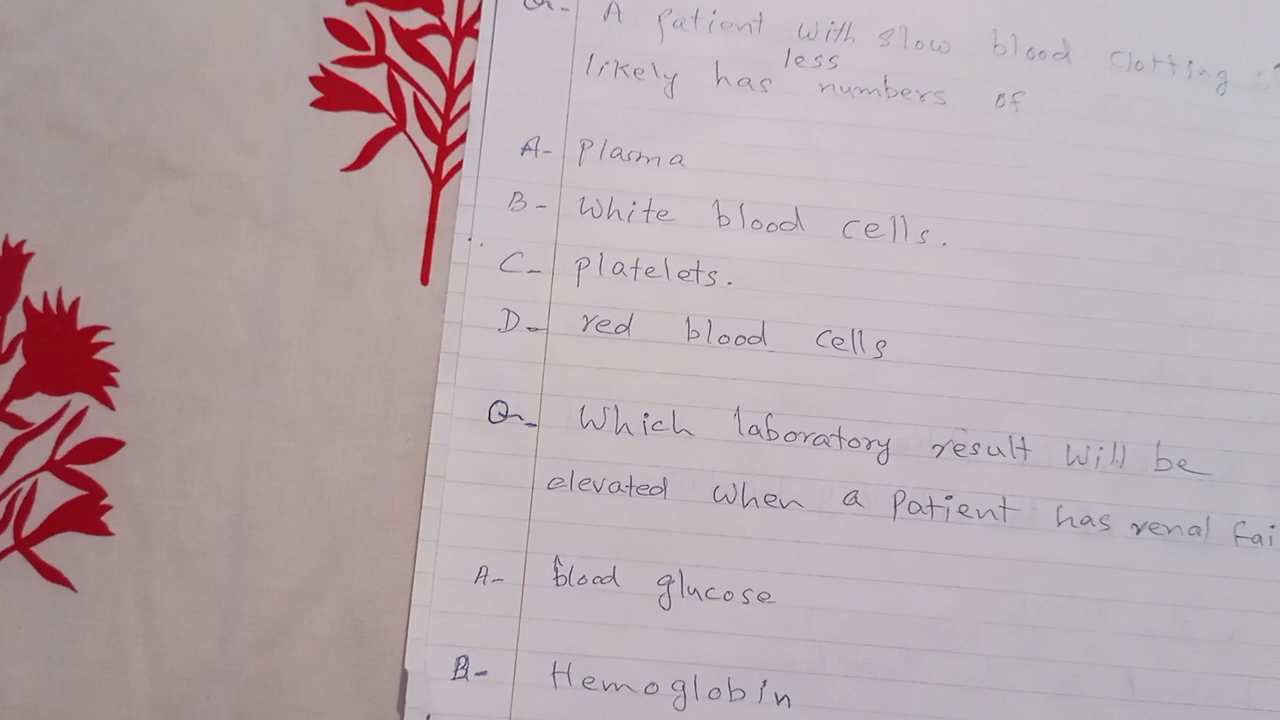 Q- A Patient with slow blood clotting
less
likely has numbers of
A- Plasma
B- White blood cells.
C- platelets.
D- red blood cells
Q- Which laboratory result will be
elevated when a patient has renal fai
A- blood glucose
B- Hemoglobin